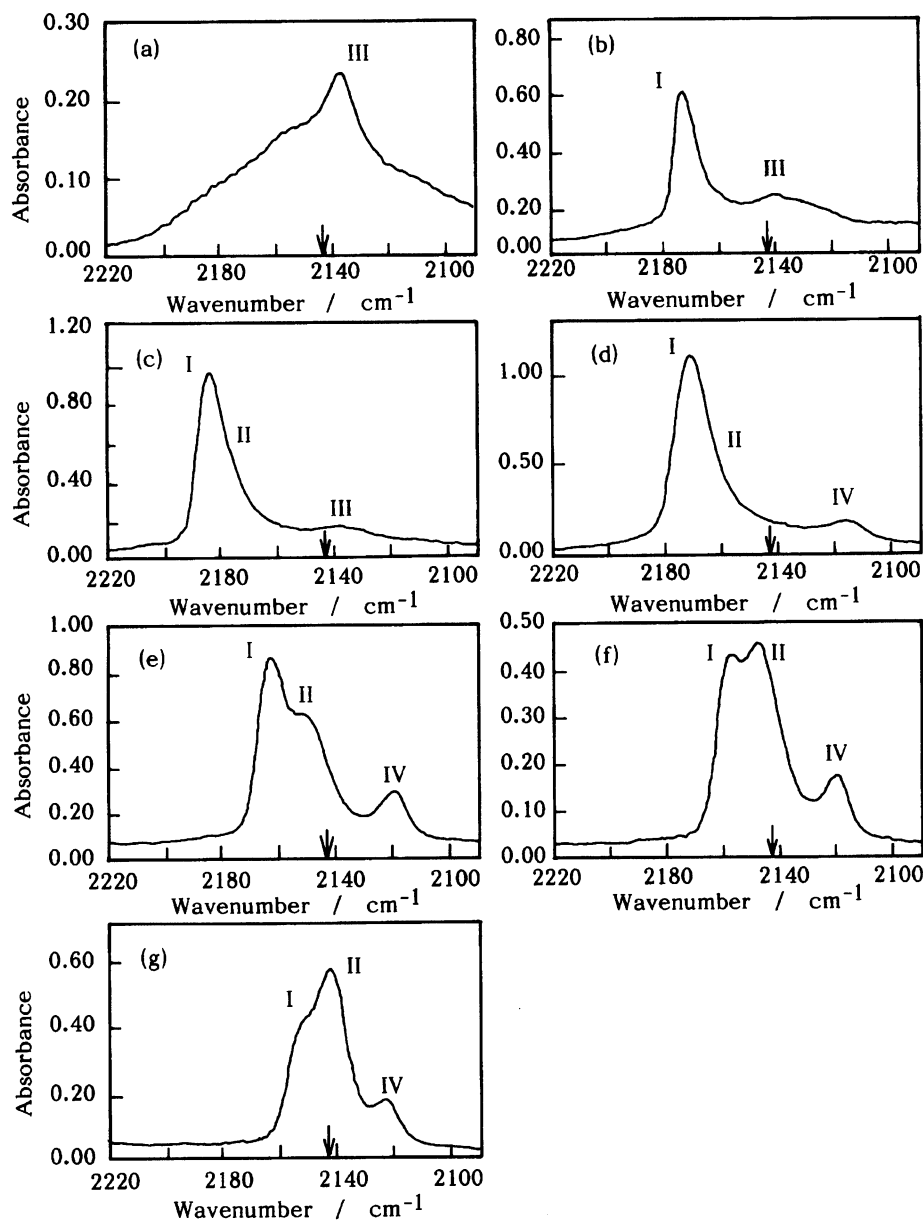 (a)
III
Absorbance
0.30
0.20
0.10
0.00
2220 2180 2140 2100
Wavenumber / cm⁻¹
(b)
I
III
0.80
0.60
0.40
0.20
0.00
2220 2180 2140 2100
Wavenumber / cm⁻¹
(c)
I
II
III
Absorbance
1.20
0.80
0.40
0.00
2220 2180 2140 2100
Wavenumber / cm⁻¹
(d)
I
II
IV
1.00
0.50
0.00
2220 2180 2140 2100
Wavenumber / cm⁻¹
(e)
I
II
IV
Absorbance
1.00
0.80
0.60
0.40
0.20
0.00
2220 2180 2140 2100
Wavenumber / cm⁻¹
(f)
I
II
IV
0.50
0.40
0.30
0.20
0.10
0.00
2220 2180 2140 2100
Wavenumber / cm⁻¹
(g)
I
II
IV
Absorbance
0.60
0.40
0.20
0.00
2220 2180 2140 2100
Wavenumber / cm⁻¹